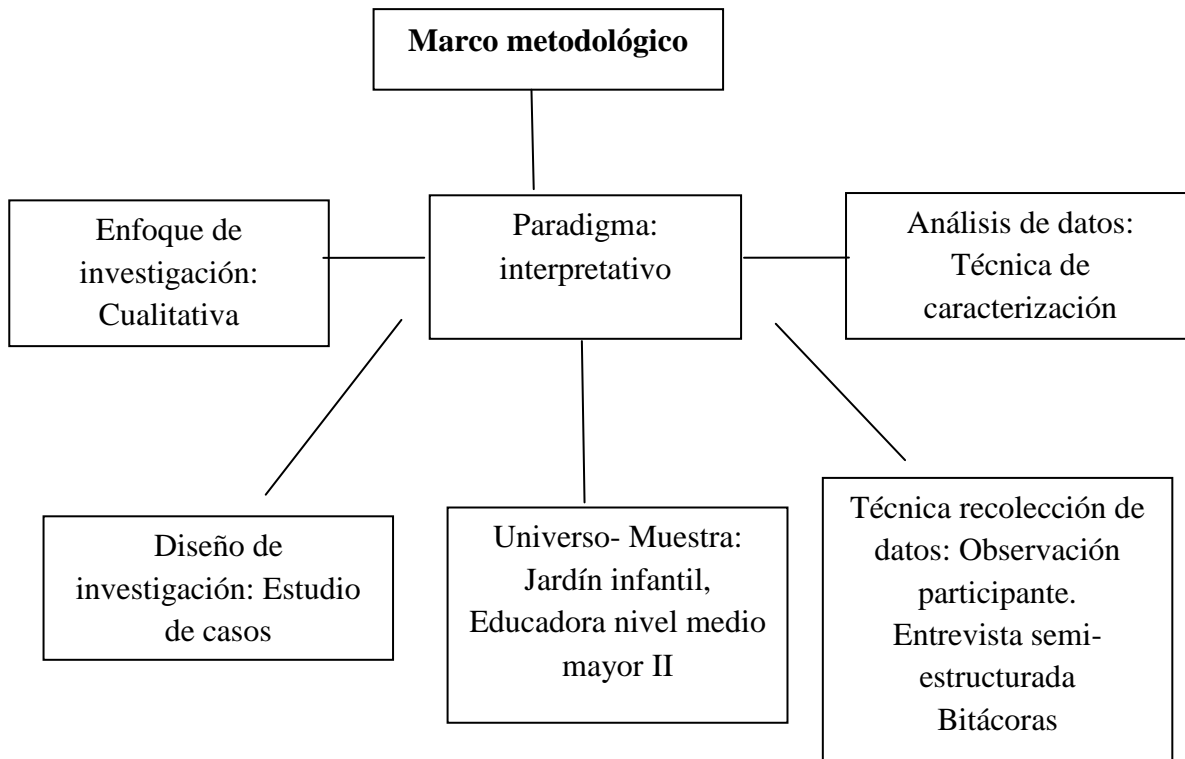 Marco metodológico
Enfoque de
investigación:
Cualitativa
Paradigma:
interpretativo
Análisis de datos:
Técnica de
caracterización
Diseño de
investigación: Estudio
de casos
Universo- Muestra:
Jardín infantil,
Educadora nivel medio
mayor II
Técnica recolección de
datos: Observación
participante.
Entrevista semi-
estructurada
Bitácoras